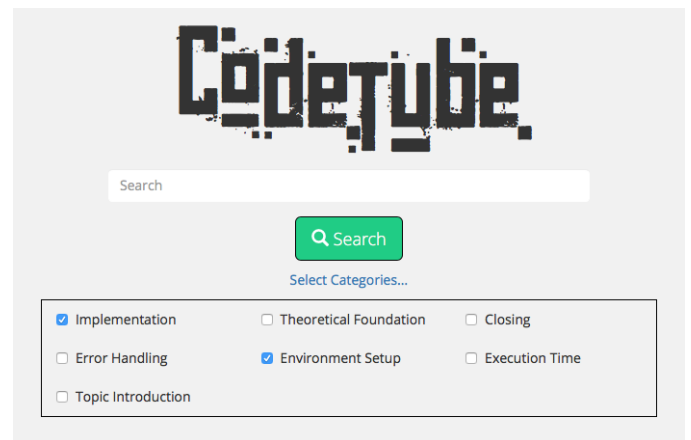 CodeTube
Search
Search
Select Categories...
Implementation Theoretical Foundation Closing
Error Handling Environment Setup Execution Time
Topic Introduction